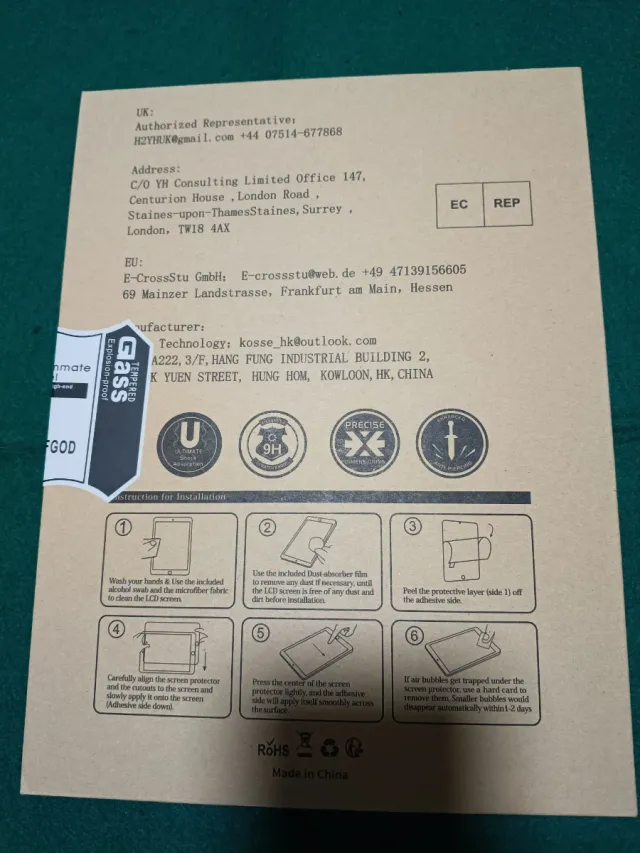 UK:
Authorized Representative:
H2YHUK@gmail.com +44 07514-677868
Address:
C/O YH Consulting Limited Office 147,
Centurion House ,London Road ,
Staines-upon-ThamesStaines, Surrey ,
London, TW18 4AX
EC REP
EU:
E-CrossStu GmbH: E-crossstu@web.de +49 47139156605
69 Mainzer Landstrasse, Frankfurt am Main, Hessen
ufacturer:
Technology: kosse_hk@outlook.com
A222,3/F,HANG FUNG INDUSTRIAL BUILDING 2,
K YUEN STREET, HUNG HOM, KOWLOON,HK,CHINA
TEMPERED
Gass
Explosion-proof
nmate
gh-end
FGOD
U
ULTIMATE
Shock
Absorption
9H
PRECISE
DIMENSIONS
Instruction for Installation
1
Wash your hands & Use the included
alcohol swab and the microfiber fabric
to clean the LCD screen.
2
Use the included Dust-absorber film
to remove any dust if necessary, until
the LCD screen is free of any dust and
dirt before installation.
3
Peel the protective layer (side 1) off
the adhesive side.
4
Carefully align the screen protector
and the cutouts to the screen and
slowly apply it onto the screen
(Adhesive side down).
5
Press the center of the screen
protector lightly, and the adhesive
side will apply itself smoothly across
the surface.
6
If air bubbles get trapped under the
screen protector, use a hard card to
remove them, Smaller bubbles would
disappear automatically within1-2 days
RoHS
Made in China